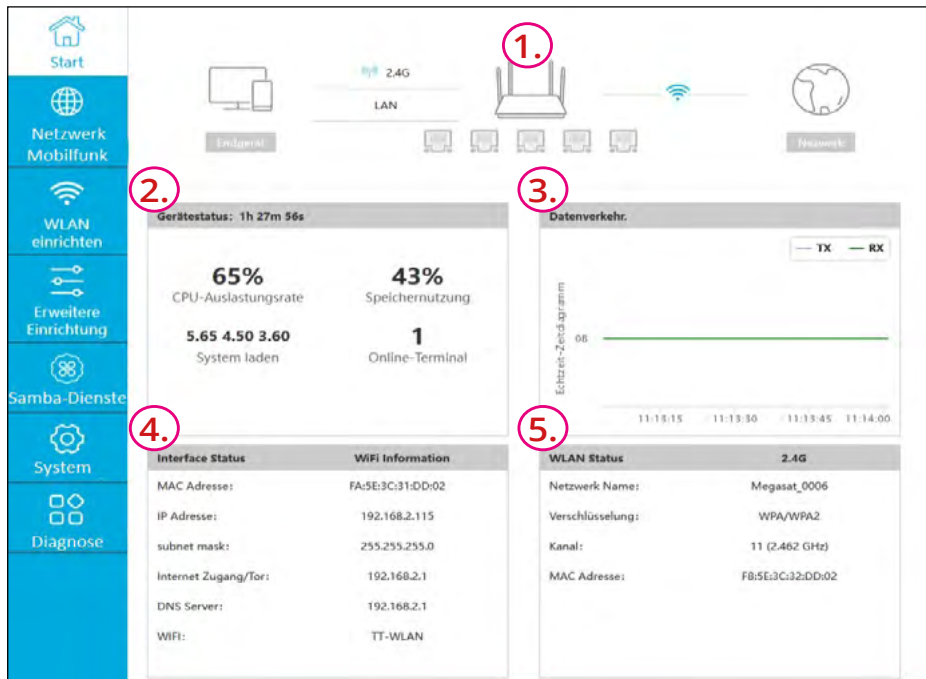 Start
Netzwerk
Mobilfunk
WLAN
einrichten
Erweitere
Einrichtung
Samba-Dienste
System
Diagnose
1.
2.4G
LAN
Endgerät
Netzwerk
2.
Gerätestatus: 1h 27m 56s
65%
CPU-Auslastungsrate
43%
Speichernutzung
5.65 4.50 3.60
System laden
1
Online-Terminal
3.
Datenverkehr.
TX RX
Echtzeit-Zeitdiagramm
0B
11:13:15 11:13:30 11:13:45 11:14:00
4.
Interface Status WiFi Information
MAC Adresse: FA:5E:3C:31:DD:02
IP Adresse: 192.168.2.115
subnet mask: 255.255.255.0
Internet Zugang/Tor: 192.168.2.1
DNS Server: 192.168.2.1
WIFI: TT-WLAN
5.
WLAN Status 2.4G
Netzwerk Name: Megasat_0006
Verschlüsselung: WPA/WPA2
Kanal: 11 (2.462 GHz)
MAC Adresse: F8:5E:3C:32:DD:02